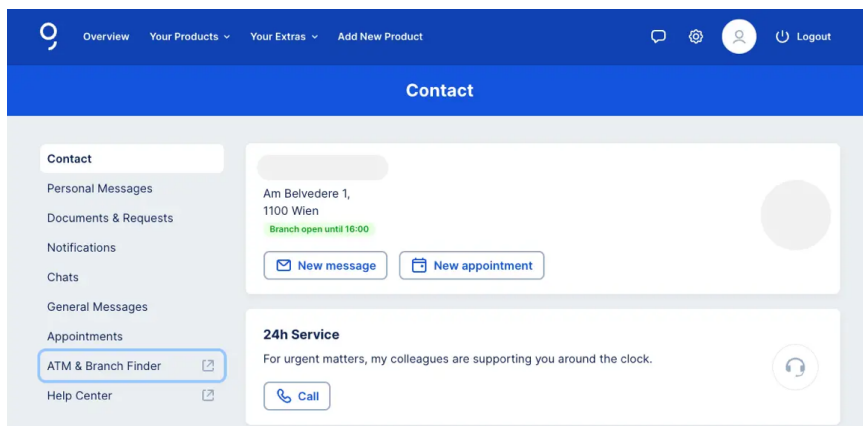 Overview Your Products Your Extras Add New Product Logout
Contact
Contact
Personal Messages
Documents & Requests
Notifications
Chats
General Messages
Appointments
ATM & Branch Finder
Help Center
Am Belvedere 1,
1100 Wien
Branch open until 16:00
New message New appointment
24h Service
For urgent matters, my colleagues are supporting you around the clock.
Call